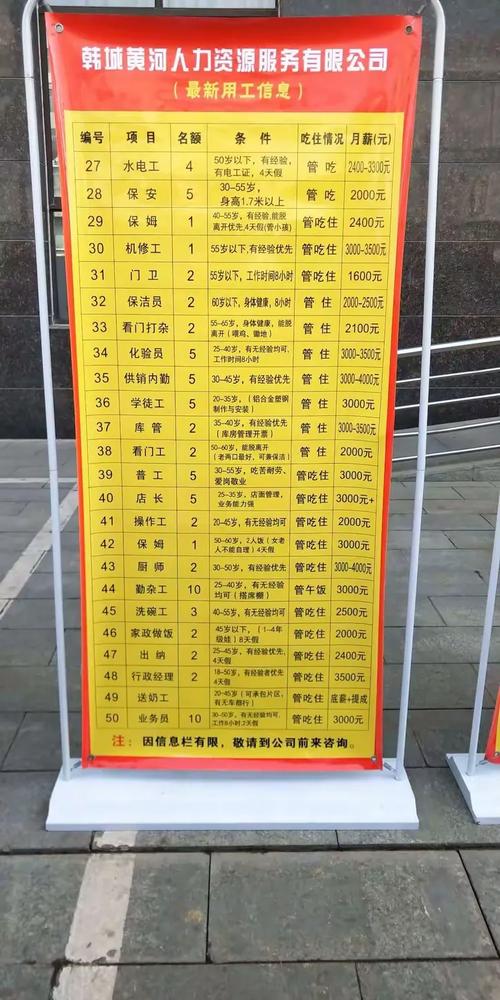 韩城黄河人力资源服务有限公司
（最新用工信息）
编号 项目 名额 条件 吃住情况 月薪(元)
27 水电工 4 50岁以下，有经验，有电工证，4天假 管吃 2400-3300元
28 保安 5 30-55岁，身高1.7米以上 管吃 2000元
29 保姆 1 40-55岁，有经验，能脱离开优先，4天假(管小孩) 管吃住 2400元
30 机修工 1 55岁以下，有经验优先 管吃住 3000-3500元
31 门卫 2 55岁以下，工作时间8小时 管吃住 1600元
32 保洁员 2 60岁以下，身体健康，8小时 管住 2000-2500元
33 看门打杂 2 55-65岁，身体健康，能脱离开（喂鸡、锄地） 管住 2100元
34 化验员 5 25-40岁，有无经验均可，工作时间8小时 管住 3000-3500元
35 供销内勤 5 30-45岁，有经验优先 管住 3000-4000元
36 学徒工 5 20-35岁，（铝合金塑钢制作与安装） 管住 3000元
37 库管 2 35-40岁，有经验优先（库房管理开票） 管住 3000-3500元
38 看门工 2 50-60岁，能脱离开（老两口最好，可兼保洁） 管住 2000元
39 普工 5 30-55岁，吃苦耐劳、爱岗敬业 管吃住 3000元
40 店长 5 25-35岁，店面管理，业务能力强 管吃住 3000元+
41 操作工 2 20-45岁，有无经验均可 管吃住 2000元
42 保姆 1 50-60岁，2人饭（女老人不能自理）4天假 管吃住 3000元
43 厨师 2 30-50岁，有经验优先 管吃住 3000-4000元
44 勤杂工 10 25-40岁，有无经验均可（搭席棚） 管午饭 3000元
45 洗碗工 3 40-55岁，有无经验均可 管吃住 2500元
46 家政做饭 2 45岁以下，（1-4年级娃）8天假 管吃住 2000元
47 出纳 2 25-45岁，有经验优先，4天假 管吃住 2400元
48 行政经理 2 18-50岁，有经验者优先，4天假 管吃住 3500元
49 送奶工 2 20-45岁（可承包片区，有无车都行） 管吃住 底薪+提成
50 业务员 10 30-50岁，有无经验均可，工作8小时，2天假 管吃住 3000元
注：因信息栏有限，敬请到公司前来咨询。